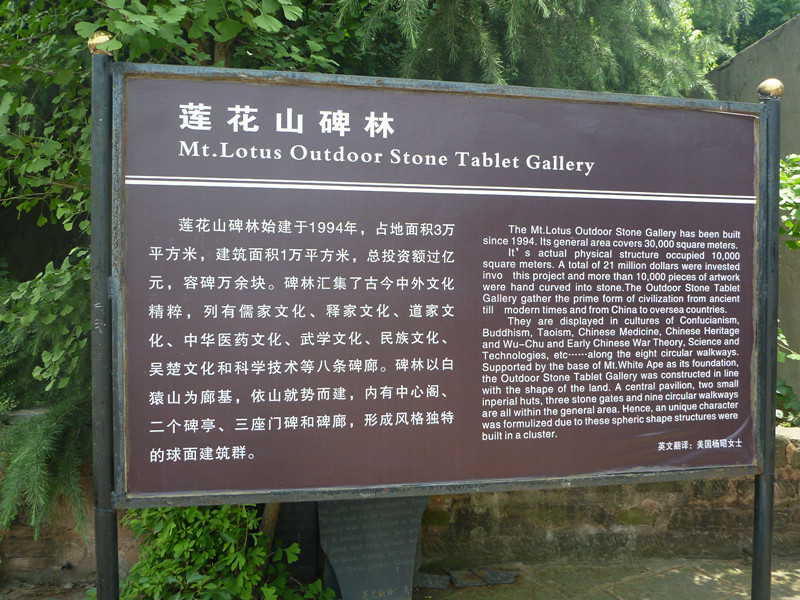 莲花山碑林
Mt.Lotus Outdoor Stone Tablet Gallery
莲花山碑林始建于1994年，占地面积3万
平方米，建筑面积1万平方米，总投资额过亿
元，容碑万余块。碑林汇集了古今中外文化
精粹，列有儒家文化、释家文化、道家文
化、中华医药文化、武学文化、民族文化、
吴楚文化和科学技术等八条碑廊。碑林以白
猿山为廊基，依山就势而建，内有中心阁、
二个碑亭、三座门碑和碑廊，形成风格独特
的球面建筑群。
The Mt.Lotus Outdoor Stone Gallery has been built
since 1994. Its general area covers 30,000 square meters.
It's actual physical structure occupied 10,000
square meters. A total of 21 million dollars were invested
invo this project and more than 10,000 pieces of artwork
were hand curved into stone.The Outdoor Stone Tablet
Gallery gather the prime form of civilization from ancient
till modern times and from China to oversea countries.
They are displayed in cultures of Confucianism,
Buddhism, Taoism, Chinese Medicine, Chinese Heritage
and Wu-Chu and Early Chinese War Theory, Science and
Technologies, etc······along the eight circular walkways.
Supported by the base of Mt.White Ape as its foundation,
the Outdoor Stone Tablet Gallery was constructed in line
with the shape of the land. A central pavilion, two small
inperial huts, three stone gates and nine circular walkways
are all within the general area. Hence, an unique character
was formulized due to these spheric shape structures were
built in a cluster.
英文翻译：美国杨昭女士